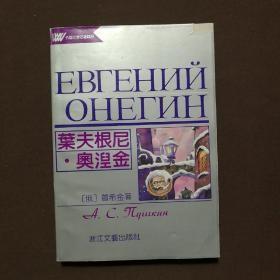 ЕВГЕНИЙ
ОНЕГИН
葉夫根尼
·奧涅金
[俄] 普希金著
А. С. Пушкин
浙江文藝出版社